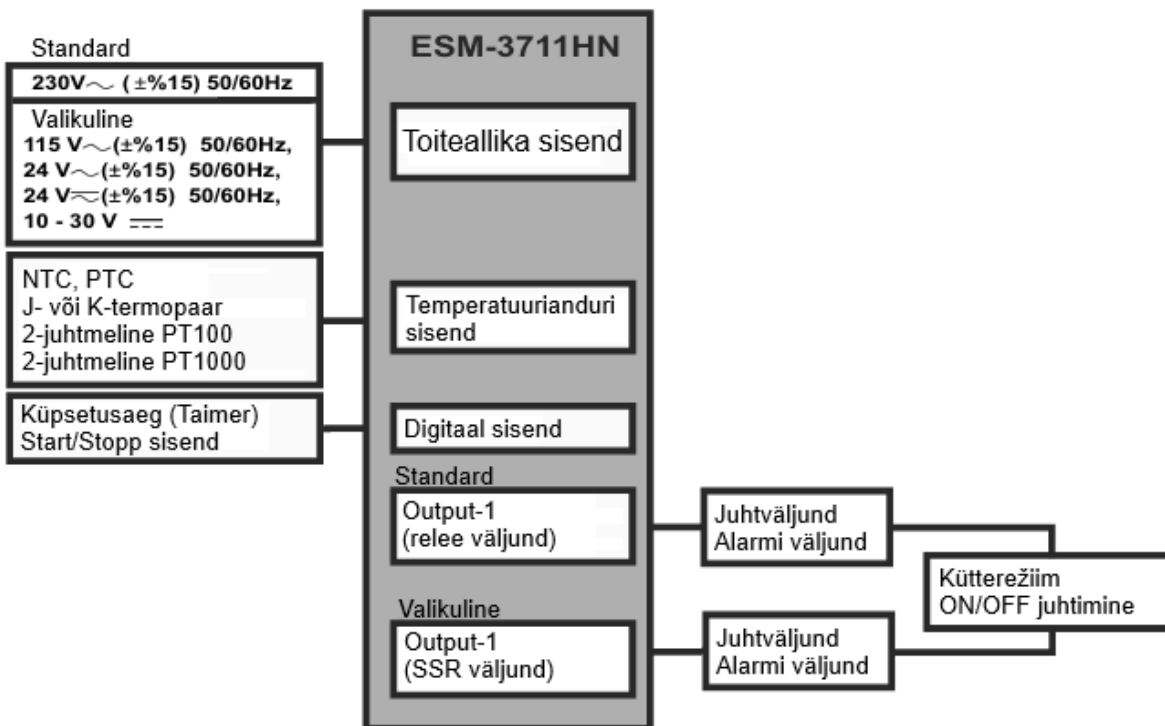 ESM-3711HN
Standard
230V～ (±%15) 50/60Hz
Valikuline
115 V～(±%15) 50/60Hz,
24 V～(±%15) 50/60Hz,
24 V⏦(±%15) 50/60Hz,
10 - 30 V ⎓
Toiteallika sisend
NTC, PTC
J- või K-termopaar
2-juhtmeline PT100
2-juhtmeline PT1000
Temperatuurianduri
sisend
Küpsetusaeg (Taimer)
Start/Stopp sisend
Digitaal sisend
Standard
Output-1
(relee väljund)
Juhtväljund
Alarmi väljund
Kütterežiim
ON/OFF juhtimine
Valikuline
Output-1
(SSR väljund)
Juhtväljund
Alarmi väljund